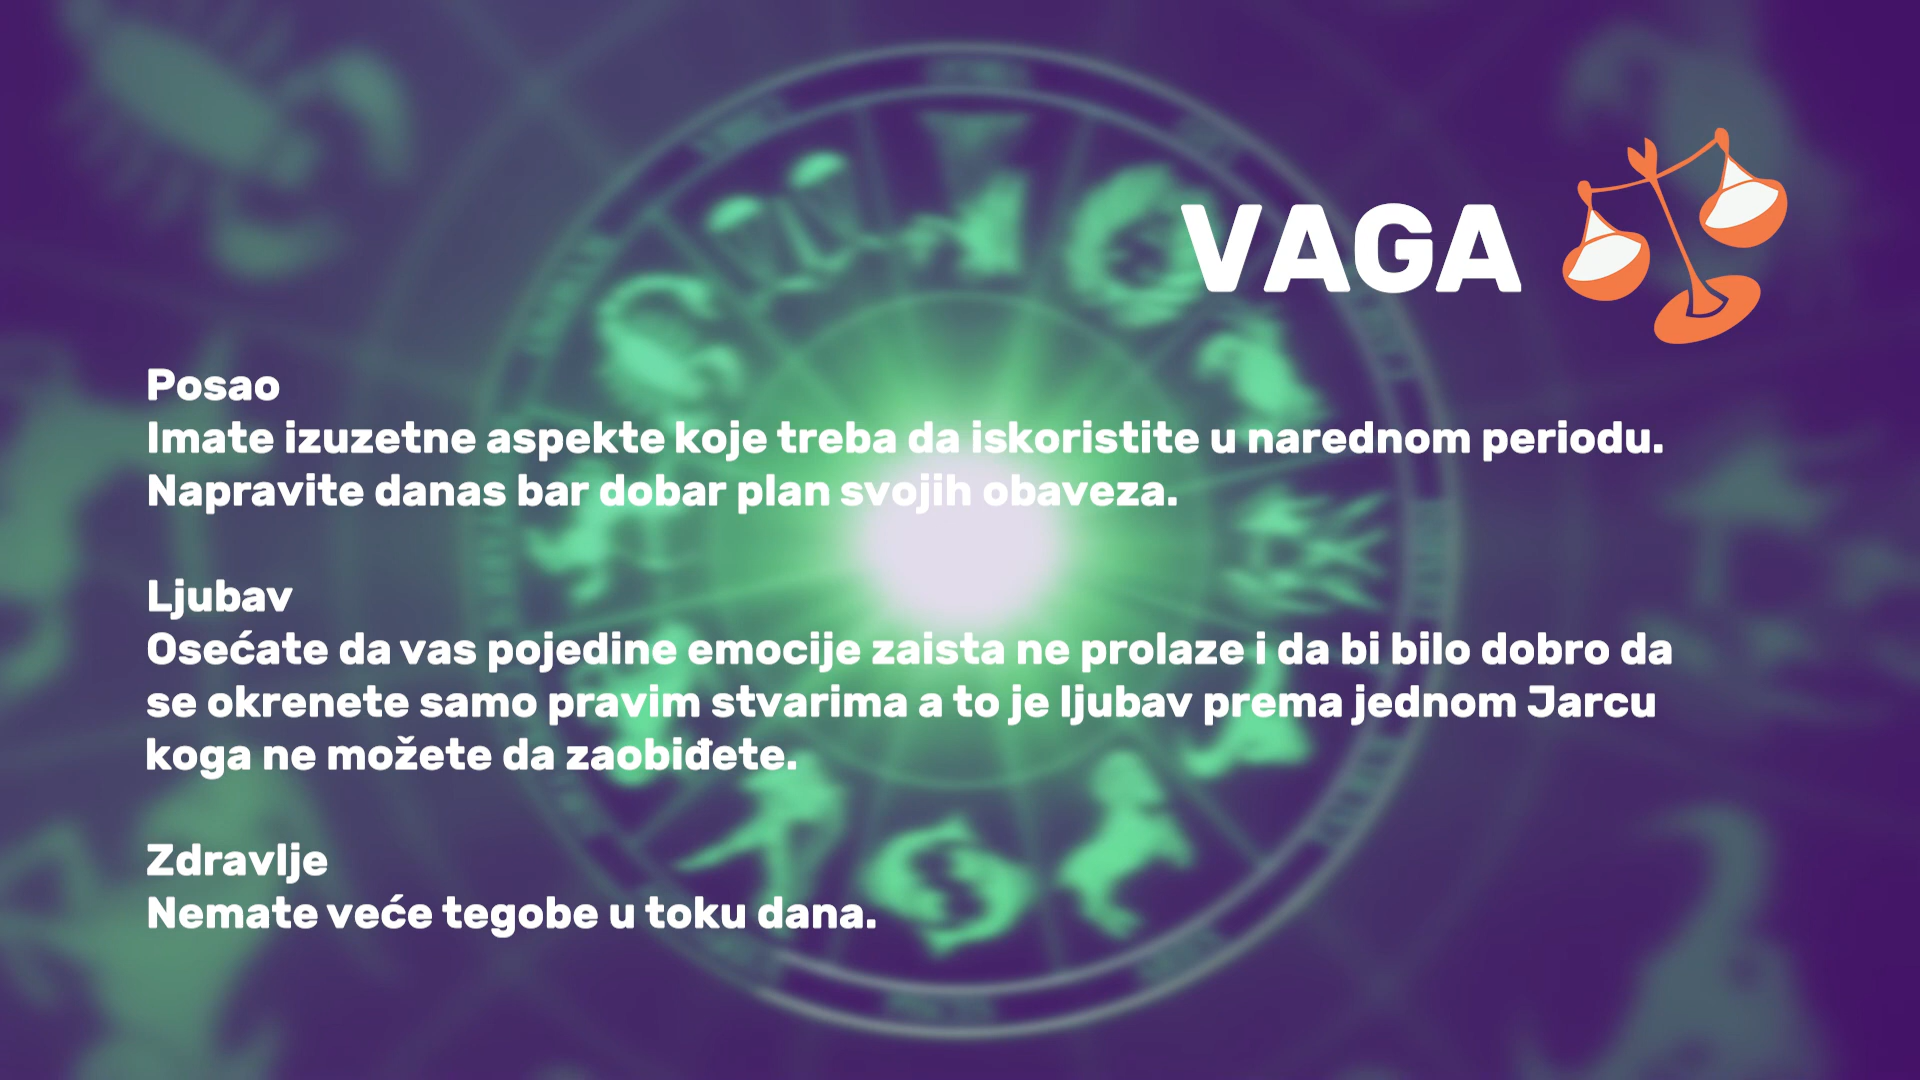 VAGA
Posao
Imate izuzetne aspekte koje treba da iskoristite u narednom periodu.
Napravite danas bar dobar plan svojih obaveza.
Ljubav
Osećate da vas pojedine emocije zaista ne prolaze i da bi bilo dobro da
se okrenete samo pravim stvarima a to je ljubav prema jednom Jarcu
koga ne možete da zaobiđete.
Zdravlje
Nemate veće tegobe u toku dana.